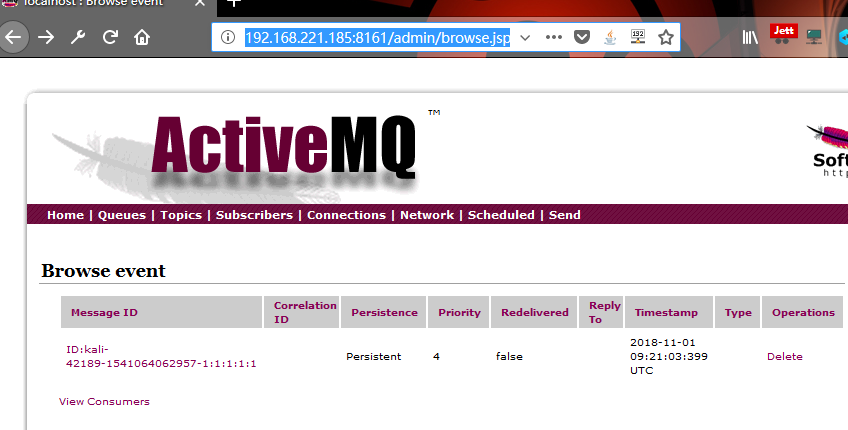 localhost : Browse event
192.168.221.185:8161/admin/browse.jsp
192
Jett
ActiveMQ
™
Soft
http
Home | Queues | Topics | Subscribers | Connections | Network | Scheduled | Send
Browse event
Message ID
Correlation
ID
Persistence
Priority
Redelivered
Reply
To
Timestamp
Type
Operations
ID:kali-
42189-1541064062957-1:1:1:1:1
Persistent
4
false
2018-11-01
09:21:03:399
UTC
Delete
View Consumers